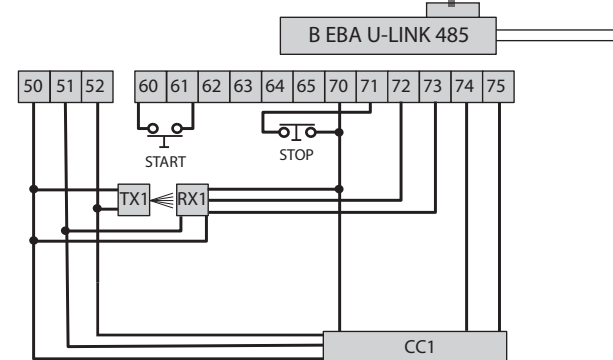 B EBA U-LINK 485
50 51 52 60 61 62 63 64 65 70 71 72 73 74 75
START
STOP
TX1 RX1
CC1